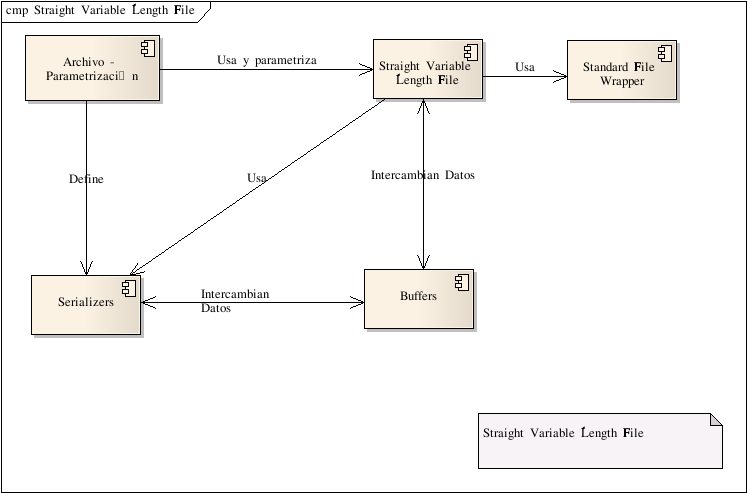 cmp Straight Variable Length File
Archivo -
Parametrizaci□ n
Usa y parametriza
Straight Variable
Length File
Usa
Standard File
Wrapper
Define
Usa
Intercambian Datos
Serializers
Intercambian
Datos
Buffers
Straight Variable Length File